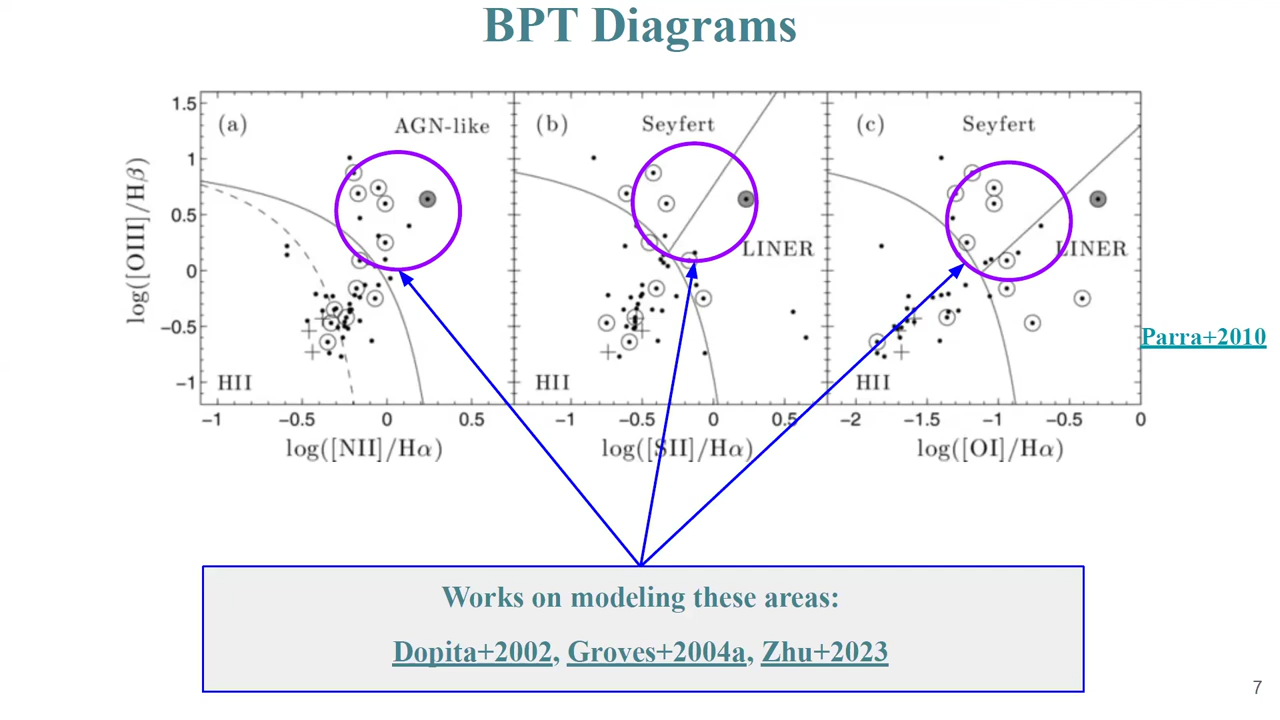 BPT Diagrams
(a) AGN-like
(b) Seyfert
(c) Seyfert
LINER
LINER
HII
HII
HII
1.5
1
0.5
0
−0.5
−1
log([OIII]/Hβ)
−1 −0.5 0 0.5
−1 −0.5 0 0.5
−2 −1.5 −1 −0.5 0
log([NII]/Hα)
log([SII]/Hα)
log([OI]/Hα)
Parra+2010
Works on modeling these areas:
Dopita+2002, Groves+2004a, Zhu+2023
7